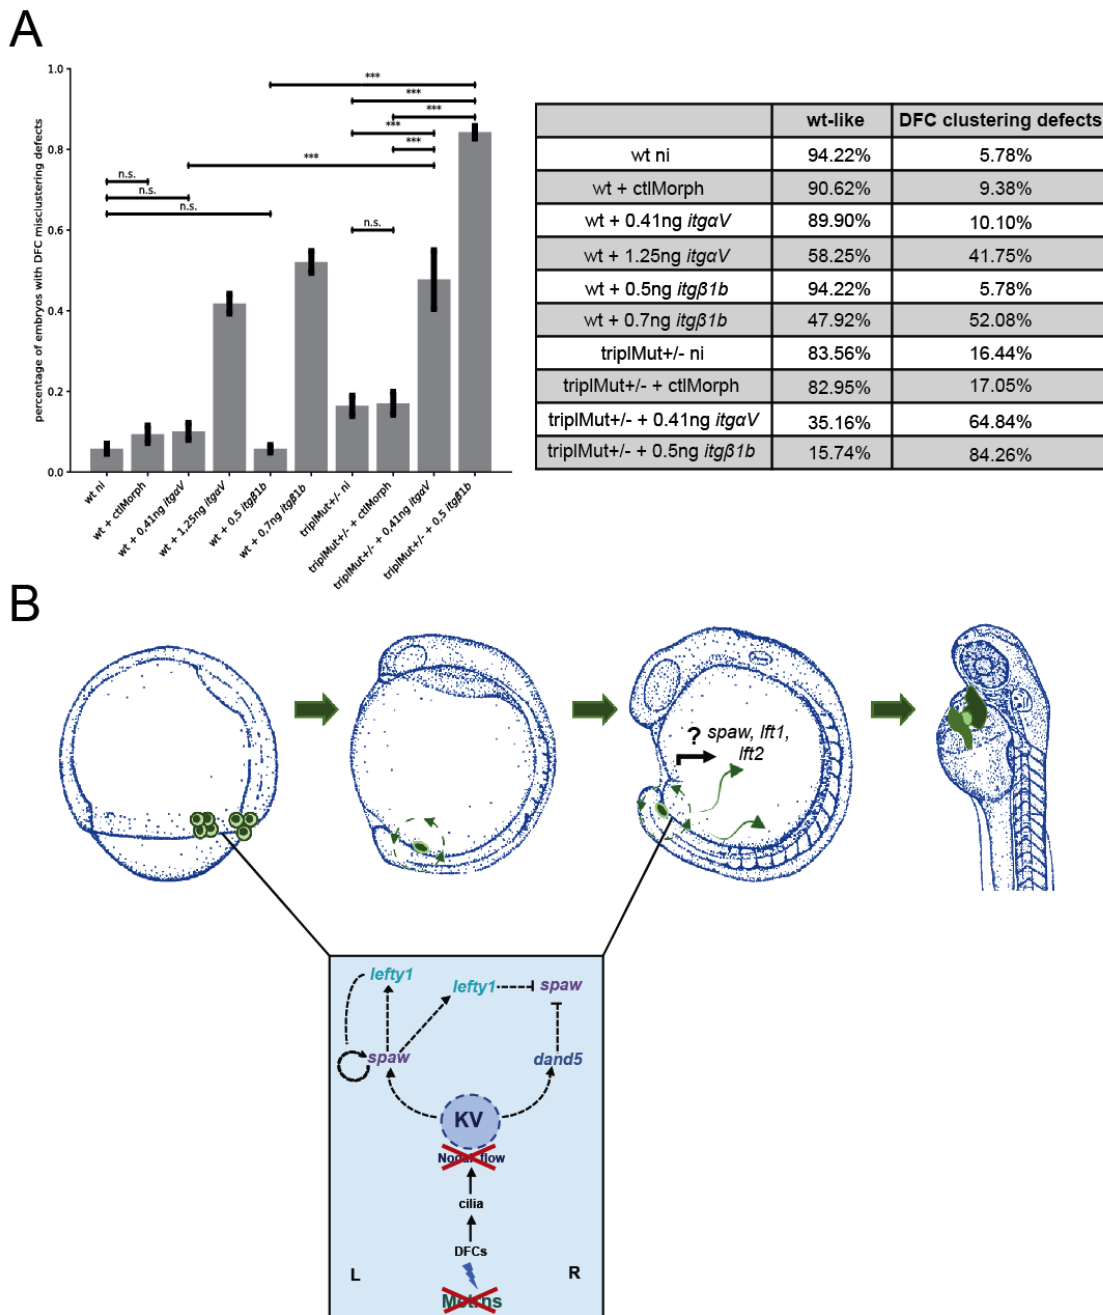 A
percentage of embryos with DFC misclustering defects
1.0
0.8
0.6
0.4
0.2
0.0
***
***
***
***
***
***
n.s.
n.s.
n.s.
n.s.
wt ni
wt + ctlMorph
wt + 0,41ng itgαV
wt + 1,25ng itgαV
wt + 0,5 itgβ1b
wt + 0,7ng itgβ1b
triplMut+/- ni
triplMut+/- + ctlMorph
triplMut+/- + 0,41ng itgαV
triplMut+/- + 0,5 itgβ1b
wt-like DFC clustering defects
wt ni 94.22% 5.78%
wt + ctlMorph 90.62% 9.38%
wt + 0.41ng itgαV 89.90% 10.10%
wt + 1.25ng itgαV 58.25% 41.75%
wt + 0.5ng itgβ1b 94.22% 5.78%
wt + 0.7ng itgβ1b 47.92% 52.08%
triplMut+/- ni 83.56% 16.44%
triplMut+/- + ctlMorph 82.95% 17.05%
triplMut+/- + 0.41ng itgαV 35.16% 64.84%
triplMut+/- + 0.5ng itgβ1b 15.74% 84.26%
B
? spaw, lft1,
lft2
lefty1
lefty1 spaw
spaw dand5
KV
Nodal flow
cilia
DFCs
L R
Metrns